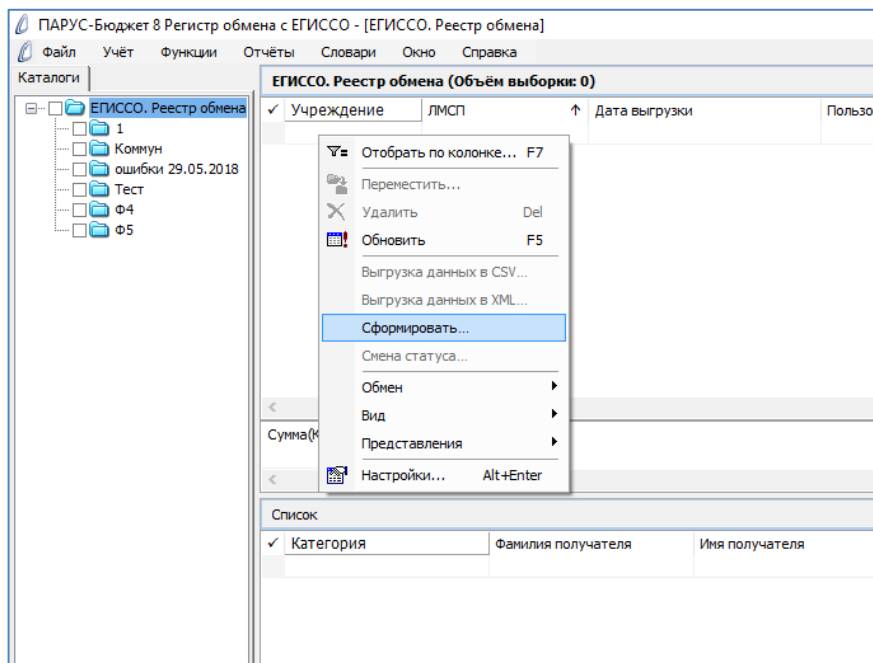 ПАРУС-Бюджет 8 Регистр обмена с ЕГИССО - [ЕГИССО. Реестр обмена]
Файл Учёт Функции Отчёты Словари Окно Справка
Каталоги
ЕГИССО. Реестр обмена
1
Коммун
ошибки 29.05.2018
Тест
Ф4
Ф5
ЕГИССО. Реестр обмена (Объём выборки: 0)
Учреждение ЛМСП Дата выгрузки Пользо
Отобрать по колонке... F7
Переместить...
Удалить Del
Обновить F5
Выгрузка данных в CSV...
Выгрузка данных в XML...
Сформировать...
Смена статуса...
Обмен
Вид
Представления
Настройки... Alt+Enter
Сумма(К
Список
Категория Фамилия получателя Имя получателя